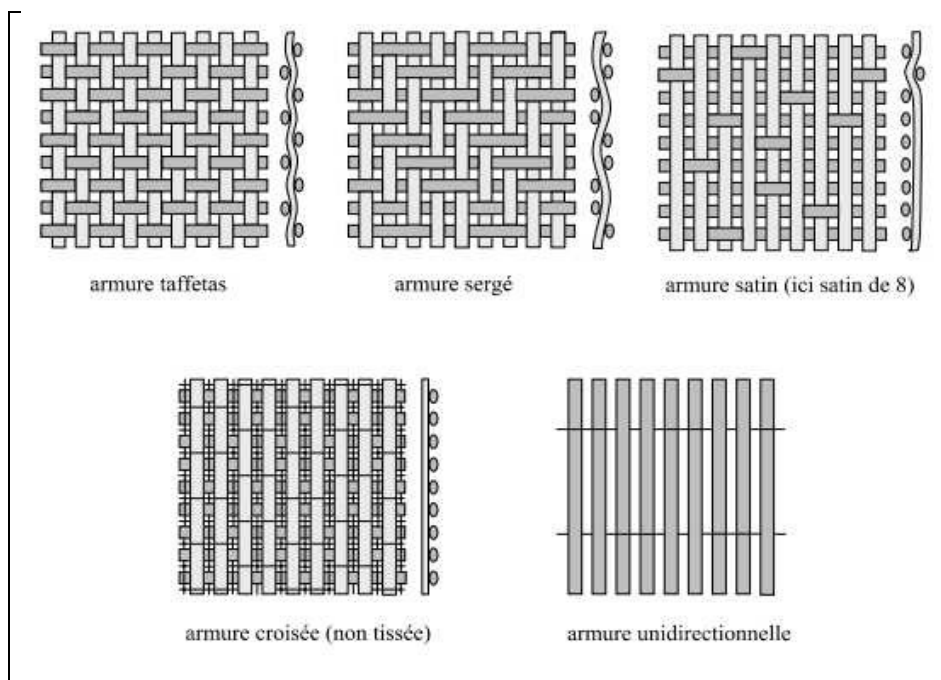 armure taffetas
armure sergé
armure satin (ici satin de 8)
armure croisée (non tissée)
armure unidirectionnelle